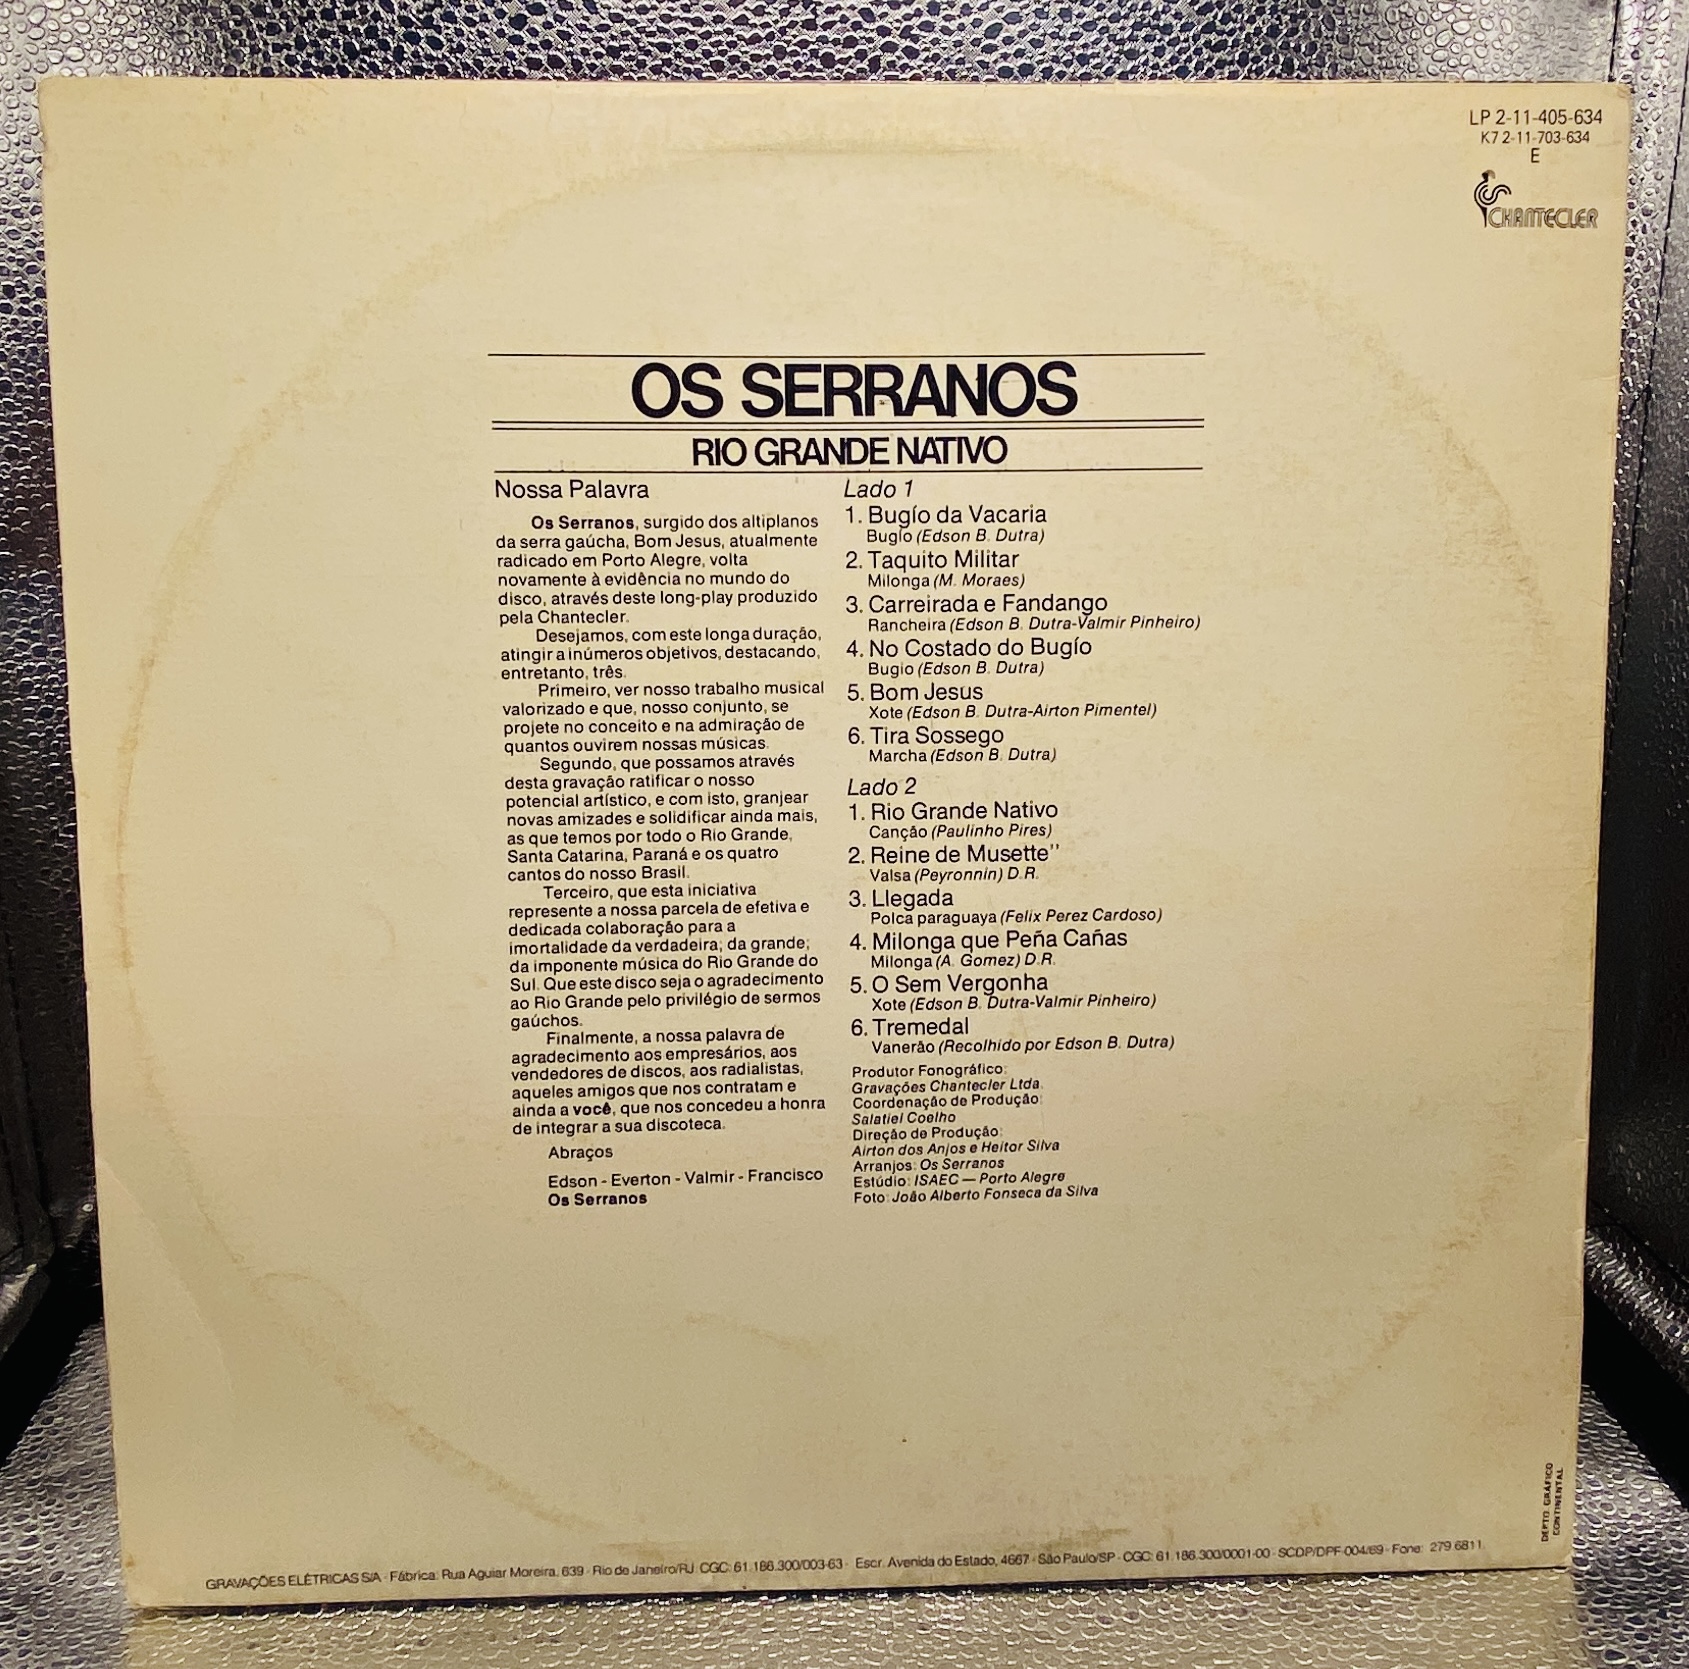 LP 2-11-405-634
K7 2-11-703-634
E
CHANTECLER
OS SERRANOS
RIO GRANDE NATIVO
Nossa Palavra
Os Serranos, surgido dos altiplanos
da serra gaúcha, Bom Jesus, atualmente
radicado em Porto Alegre, volta
novamente à evidência no mundo do
disco, através deste long-play produzido
pela Chantecler.
Desejamos, com este longa duração,
atingir a inúmeros objetivos, destacando,
entretanto, três.
Primeiro, ver nosso trabalho musical
valorizado e que, nosso conjunto, se
projete no conceito e na admiração de
quantos ouvirem nossas músicas.
Segundo, que possamos através
desta gravação ratificar o nosso
potencial artístico, e com isto, granjear
novas amizades e solidificar ainda mais,
as que temos por todo o Rio Grande,
Santa Catarina, Paraná e os quatro
cantos do nosso Brasil.
Terceiro, que esta iniciativa
represente a nossa parcela de efetiva e
dedicada colaboração para a
imortalidade da verdadeira; da grande;
da imponente música do Rio Grande do
Sul. Que este disco seja o agradecimento
ao Rio Grande pelo privilégio de sermos
gaúchos.
Finalmente, a nossa palavra de
agradecimento aos empresários, aos
vendedores de discos, aos radialistas,
aqueles amigos que nos contratam e
ainda a você, que nos concedeu a honra
de integrar a sua discoteca.
Abraços
Edson - Everton - Valmir - Francisco
Os Serranos
Lado 1
1. Bugío da Vacaria
Bugío (Edson B. Dutra)
2. Taquito Militar
Milonga (M. Moraes)
3. Carreirada e Fandango
Rancheira (Edson B. Dutra-Valmir Pinheiro)
4. No Costado do Bugío
Bugio (Edson B. Dutra)
5. Bom Jesus
Xote (Edson B. Dutra-Airton Pimentel)
6. Tira Sossego
Marcha (Edson B. Dutra)
Lado 2
1. Rio Grande Nativo
Canção (Paulinho Pires)
2. Reine de Musette"
Valsa (Peyronnin) D.R.
3. Llegada
Polca paraguaya (Felix Perez Cardoso)
4. Milonga que Peña Cañas
Milonga (A. Gomez) D.R.
5. O Sem Vergonha
Xote (Edson B. Dutra-Valmir Pinheiro)
6. Tremedal
Vanerão (Recolhido por Edson B. Dutra)
Produtor Fonográfico:
Gravações Chantecler Ltda.
Coordenação de Produção:
Salatiel Coelho
Direção de Produção:
Airton dos Anjos e Heitor Silva
Arranjos: Os Serranos
Estúdio: ISAEC — Porto Alegre
Foto: João Alberto Fonseca da Silva
DEPTO. GRÁFICO
CONTINENTAL
GRAVAÇÕES ELÉTRICAS S/A - Fábrica: Rua Aguiar Moreira, 639 - Rio de Janeiro/RJ CGC: 61.186.300/003-63 - Escr. Avenida do Estado, 4667 - São Paulo/SP - CGC: 61.186.300/0001-00 - SCDP/DPF 004/69 - Fone: 279 6811